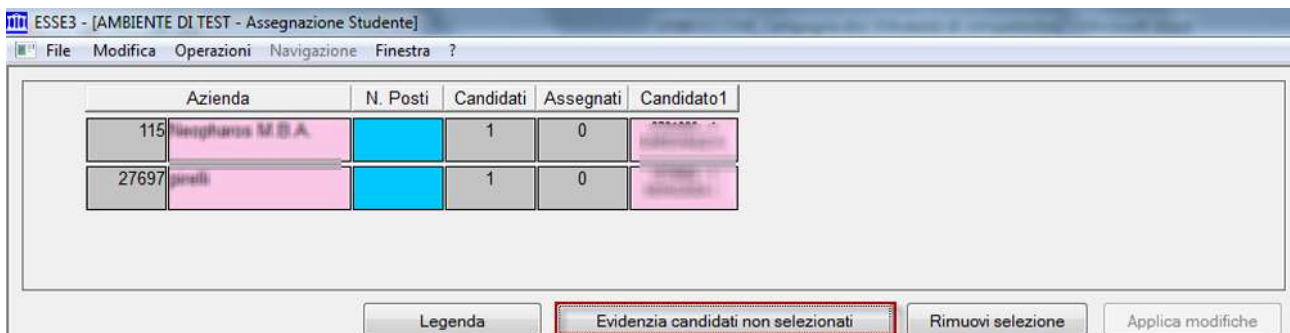 ESSE3 - [AMBIENTE DI TEST - Assegnazione Studente]
File Modifica Operazioni Navigazione Finestra ?
Azienda N. Posti Candidati Assegnati Candidato1
115 M.B.A. 1 0
27697 1 0
Legenda Evidenzia candidati non selezionati Rimuovi selezione Applica modifiche